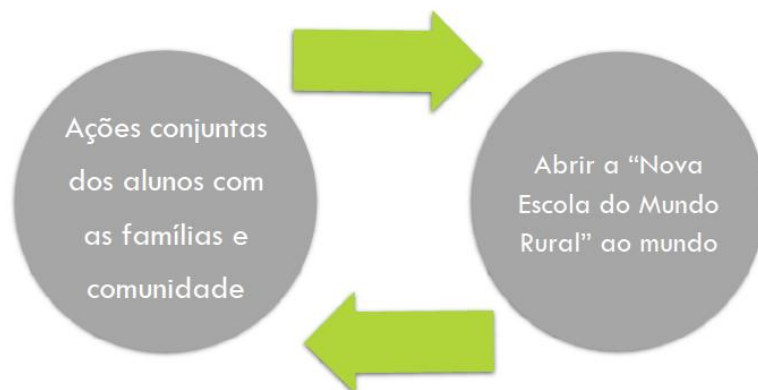 Ações conjuntas
dos alunos com
as famílias e
comunidade
Abrir a “Nova
Escola do Mundo
Rural” ao mundo